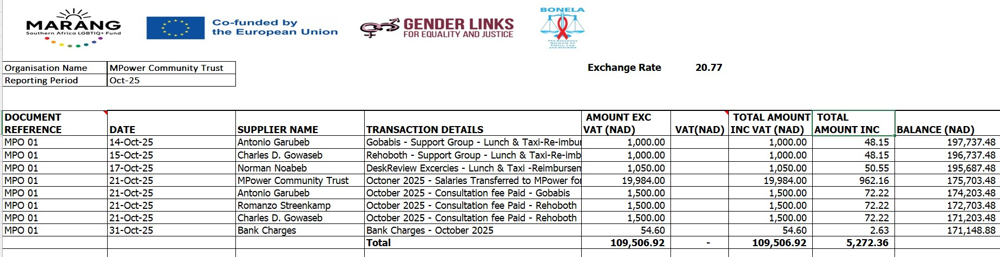 MARANG
Southern Africa LGBTIQ+ Fund
Co-funded by
the European Union
GENDER LINKS
FOR EQUALITY AND JUSTICE
BONELA
The Botswana
Network on
Ethics, Law
and HIV/AIDS
Organisation Name MPower Community Trust
Reporting Period Oct-25
Exchange Rate 20.77
DOCUMENT REFERENCE DATE SUPPLIER NAME TRANSACTION DETAILS AMOUNT EXC VAT (NAD) VAT(NAD) TOTAL AMOUNT INC VAT (NAD) TOTAL AMOUNT INC BALANCE (NAD)
MPO 01 14-Oct-25 Antonio Garubeb Gobabis - Support Group - Lunch & Taxi-Re-imbur 1,000.00 1,000.00 48.15 197,737.48
MPO 01 15-Oct-25 Charles D. Gowaseb Rehoboth - Support Group - Lunch & Taxi-Re-imb 1,000.00 1,000.00 48.15 196,737.48
MPO 01 17-Oct-25 Norman Noabeb DeskReview Excercies - Lunch & Taxi -Reimbursem 1,050.00 1,050.00 50.55 195,687.48
MPO 01 21-Oct-25 MPower Community Trust Octoner 2025 - Salaries Transferred to MPower for 19,984.00 19,984.00 962.16 175,703.48
MPO 01 21-Oct-25 Antonio Garubeb October 2025 - Consultation fee Paid - Gobabis 1,500.00 1,500.00 72.22 174,203.48
MPO 01 21-Oct-25 Romanzo Streenkamp October 2025 - Consultation fee Paid - Rehoboth 1,500.00 1,500.00 72.22 172,703.48
MPO 01 21-Oct-25 Charles D. Gowaseb October 2025 - Consultation fee Paid - Rehoboth 1,500.00 1,500.00 72.22 171,203.48
MPO 01 31-Oct-25 Bank Charges Bank Charges - October 2025 54.60 54.60 2.63 171,148.88
Total 109,506.92 - 109,506.92 5,272.36